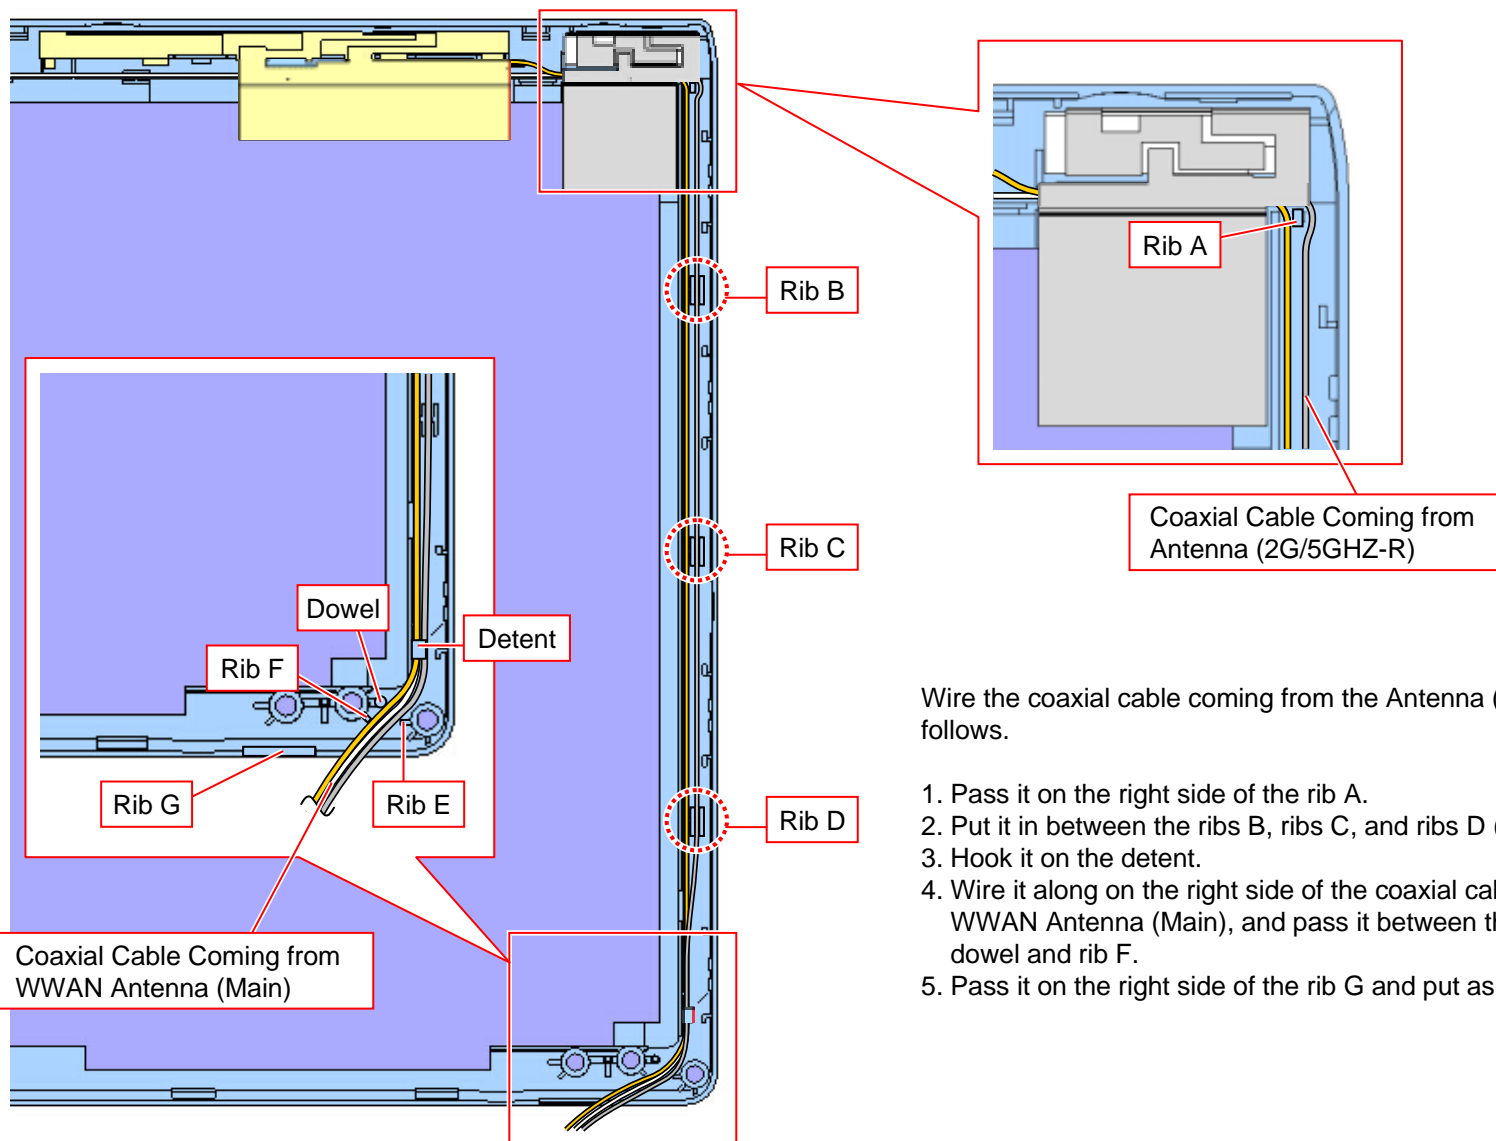 Rib A
Rib B
Coaxial Cable Coming from
Antenna (2G/5GHZ-R)
Rib C
Dowel
Detent
Rib F
Rib G
Rib E
Rib D
Coaxial Cable Coming from
WWAN Antenna (Main)
Wire the coaxial cable coming from the Antenna (
follows.
1. Pass it on the right side of the rib A.
2. Put it in between the ribs B, ribs C, and ribs D (
3. Hook it on the detent.
4. Wire it along on the right side of the coaxial
WWAN Antenna (Main), and pass it between
dowel and rib F.
5. Pass it on the right side of the rib G and put as